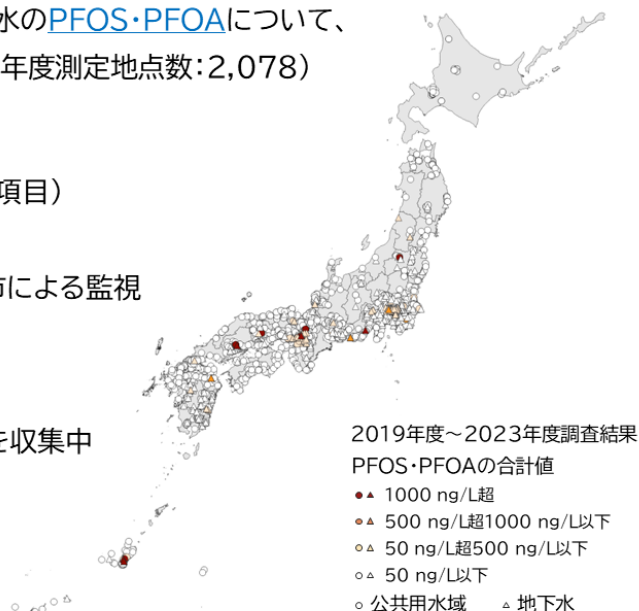 水のPFOS・PFOAについて、
年度測定地点数：2,078）
項目）
市による監視
を収集中
2019年度～2023年度調査結果
PFOS・PFOAの合計値
1000 ng/L超
500 ng/L超1000 ng/L以下
50 ng/L超500 ng/L以下
50 ng/L以下
公共用水域 地下水